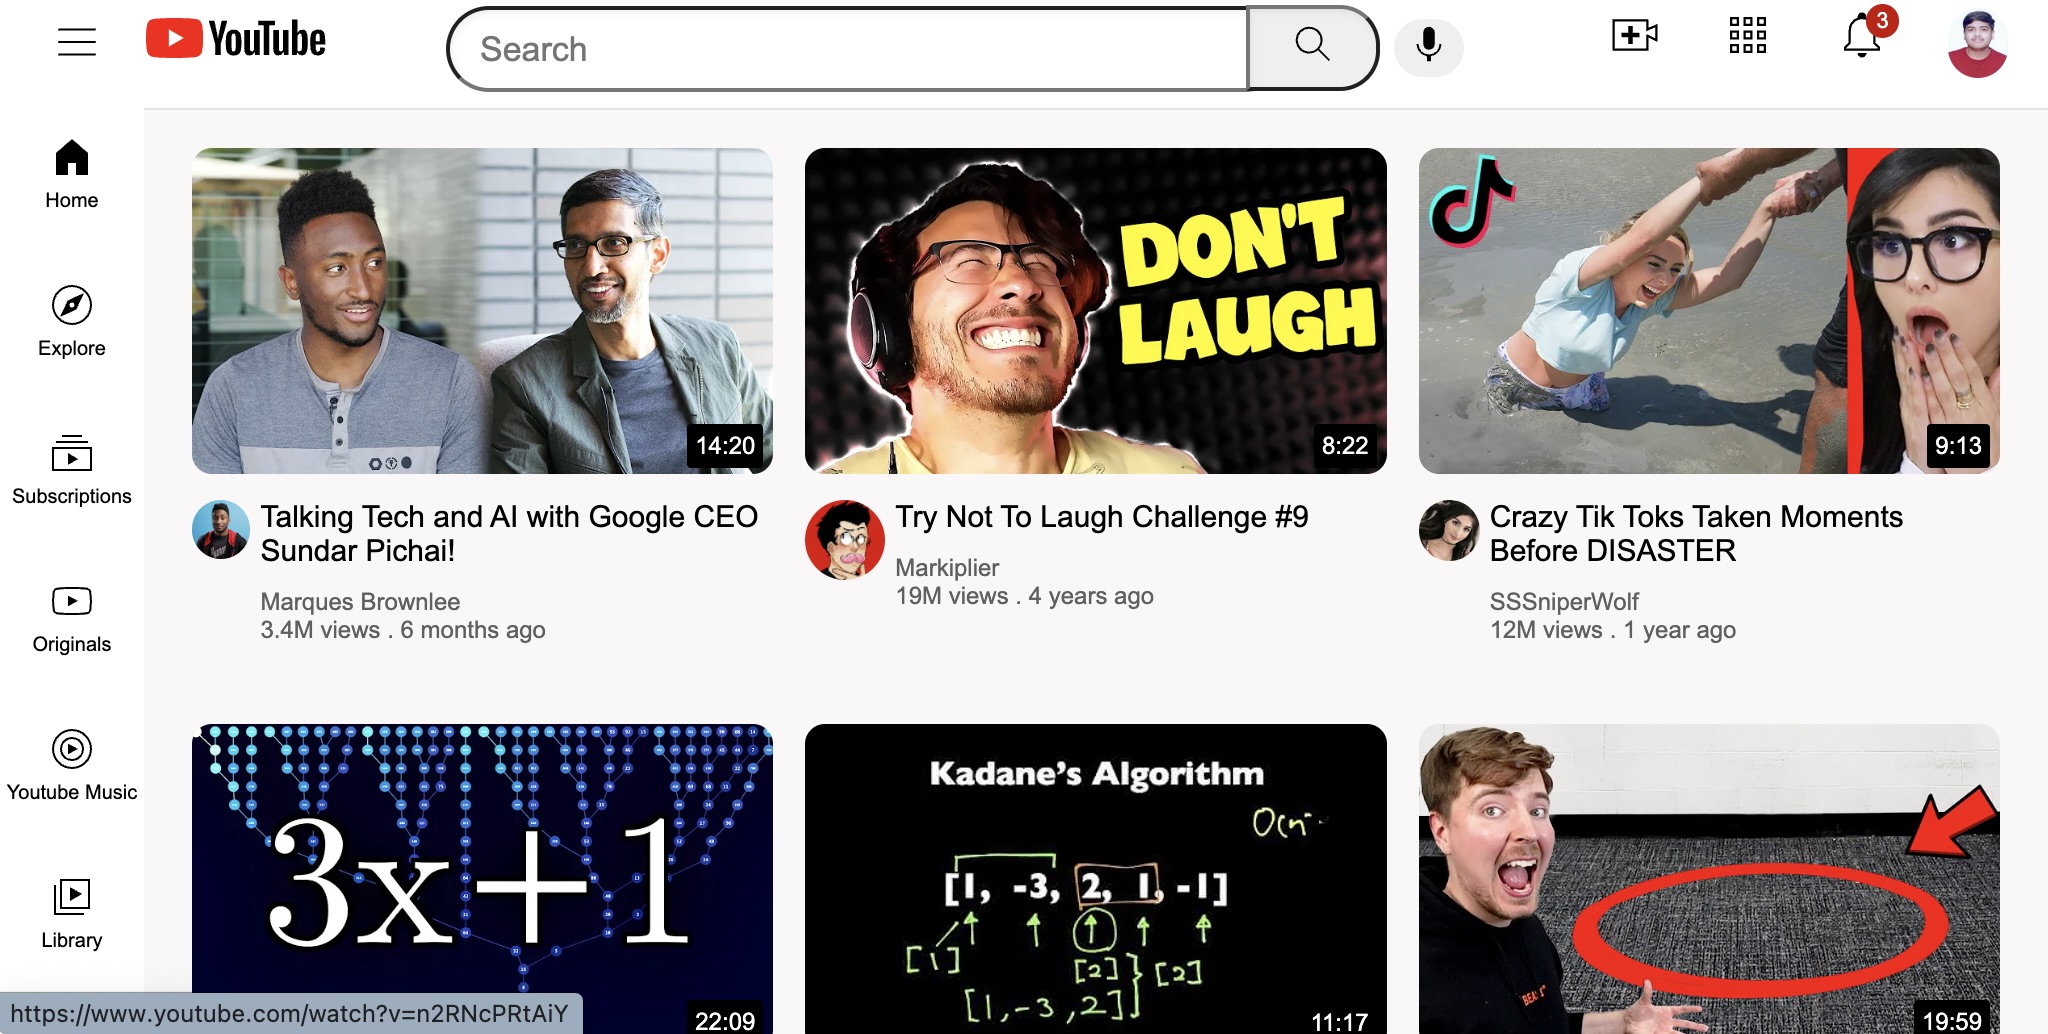 YouTube
Search
3
Home
Explore
Subscriptions
Originals
Youtube Music
Library
DON'T
LAUGH
14:20
8:22
9:13
Talking Tech and AI with Google CEO
Sundar Pichai!
Marques Brownlee
3.4M views . 6 months ago
Try Not To Laugh Challenge #9
Markiplier
19M views . 4 years ago
Crazy Tik Toks Taken Moments
Before DISASTER
SSSniperWolf
12M views . 1 year ago
3x+1
22:09
Kadane's Algorithm
[1, -3, 2, 1, -1]
[1]
[2]
[2]
[1,-3,2]
11:17
19:59
https://www.youtube.com/watch?v=n2RNcPRtAiY